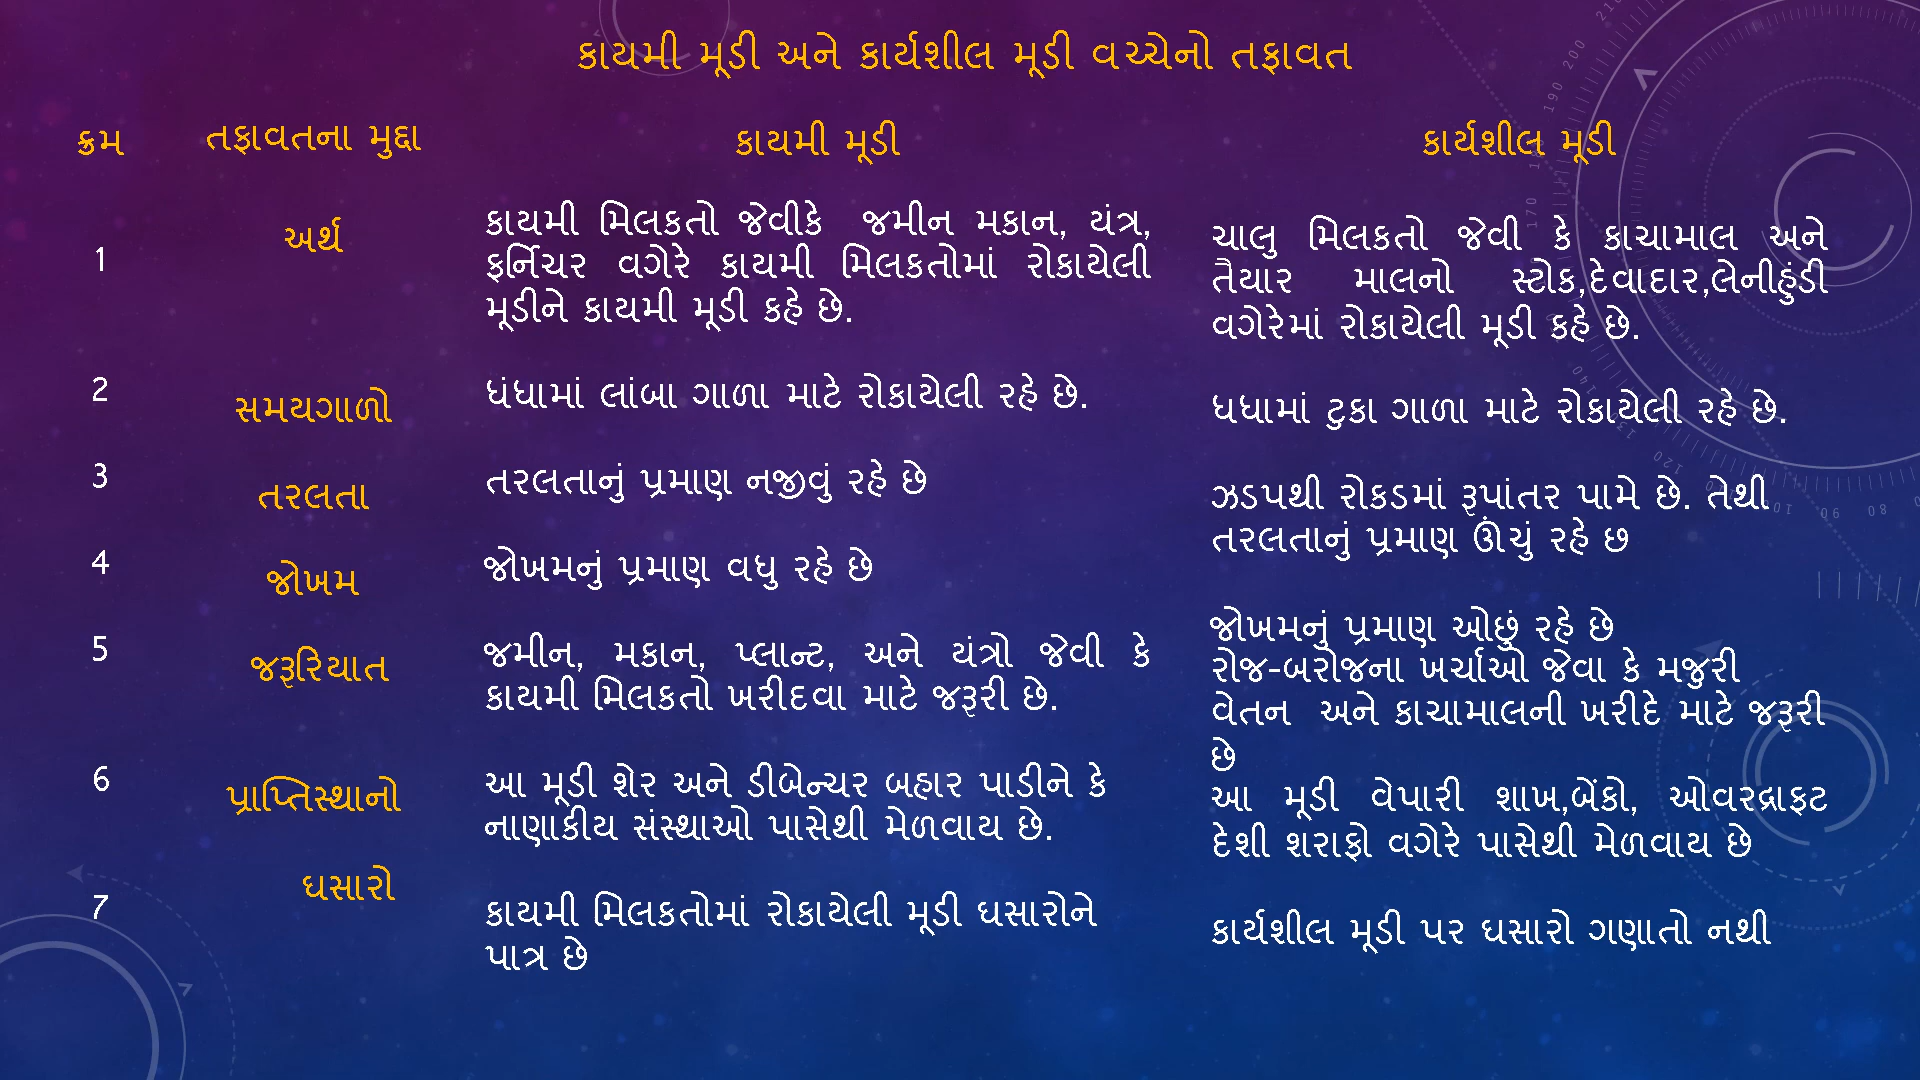 કાયમી મૂડી અને કાર્યશીલ મૂડી વચ્ચેનો તફાવત
ક્રમ તફાવતના મુદ્દા કાયમી મૂડી કાર્યશીલ મૂડી
1
અર્થ
કાયમી મિલકતો જેવીકે જમીન મકાન, યંત્ર,
ફર્નિચર વગેરે કાયમી મિલકતોમાં રોકાયેલી
મૂડીને કાયમી મૂડી કહે છે.
ચાલુ મિલકતો જેવી કે કાચામાલ અને
તૈયાર માલનો સ્ટોક,દેવાદાર,લેનીહુંડી
વગેરેમાં રોકાયેલી મૂડી કહે છે.
2
સમયગાળો
ધંધામાં લાંબા ગાળા માટે રોકાયેલી રહે છે.
ધધામાં ટુકા ગાળા માટે રોકાયેલી રહે છે.
3
તરલતા
તરલતાનું પ્રમાણ નજીવું રહે છે
ઝડપથી રોકડમાં રૂપાંતર પામે છે. તેથી
તરલતાનું પ્રમાણ ઊંચું રહે છ
4
જોખમ
જોખમનું પ્રમાણ વધુ રહે છે
જોખમનું પ્રમાણ ઓછું રહે છે
5
જરૂરિયાત
જમીન, મકાન, પ્લાન્ટ, અને યંત્રો જેવી કે
કાયમી મિલકતો ખરીદવા માટે જરૂરી છે.
રોજ-બરોજના ખર્ચાઓ જેવા કે મજુરી
વેતન અને કાચામાલની ખરીદે માટે જરૂરી
છે
6
પ્રાપ્તિસ્થાનો
આ મૂડી શેર અને ડીબેન્ચર બહાર પાડીને કે
નાણાકીય સંસ્થાઓ પાસેથી મેળવાય છે.
આ મૂડી વેપારી શાખ,બેંકો, ઓવરદ્રાફટ
દેશી શરાફો વગેરે પાસેથી મેળવાય છે
7
ઘસારો
કાયમી મિલકતોમાં રોકાયેલી મૂડી ઘસારોને
પાત્ર છે
કાર્યશીલ મૂડી પર ઘસારો ગણાતો નથી